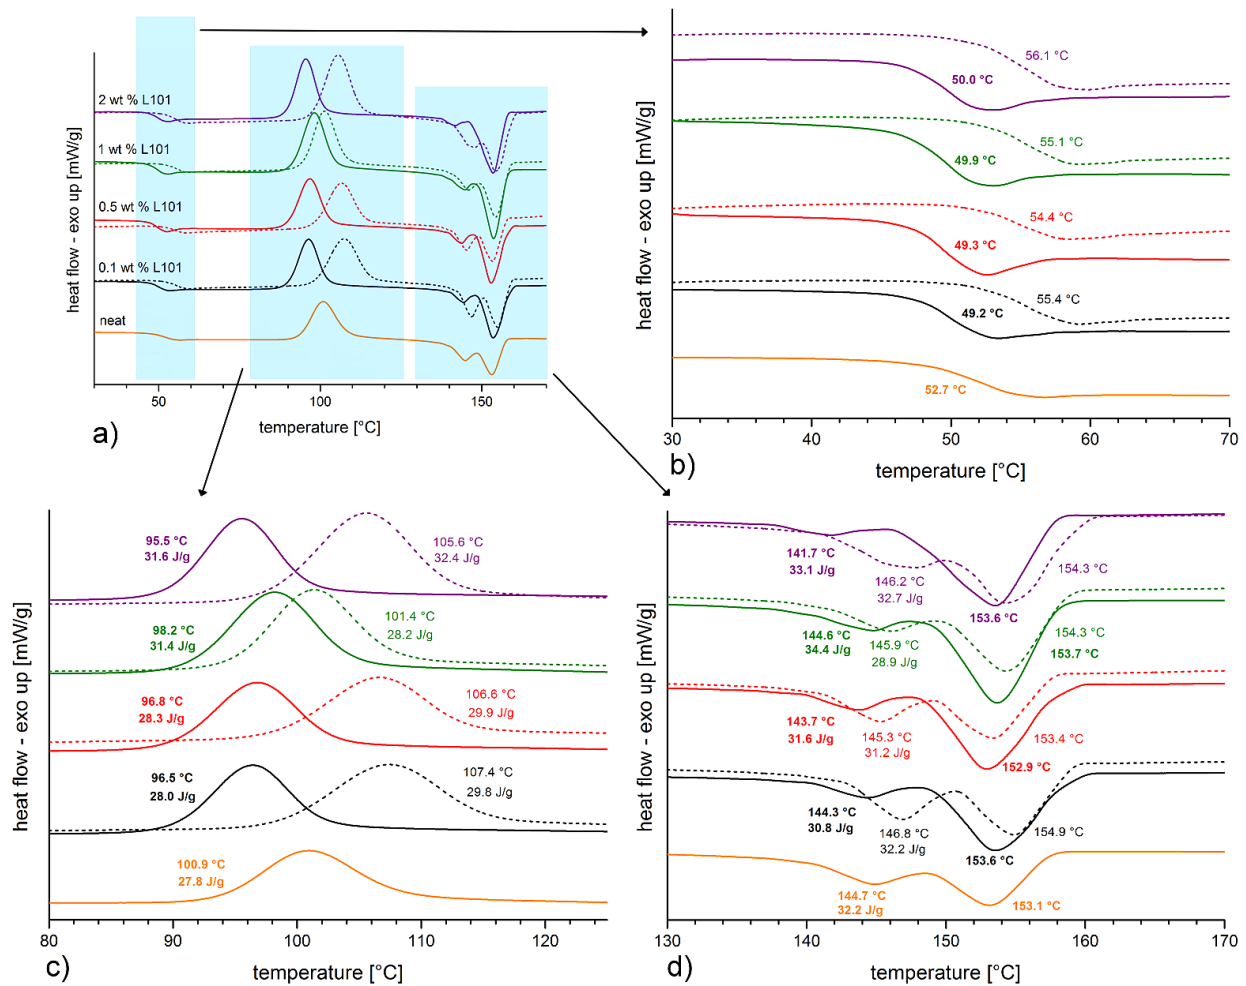 2 wt % L101
1 wt % L101
0.5 wt % L101
0.1 wt % L101
neat
heat flow - exo up [mW/g]
50
100
150
temperature [°C]
a)
56.1 °C
50.0 °C
55.1 °C
49.9 °C
54.4 °C
49.3 °C
55.4 °C
49.2 °C
52.7 °C
heat flow - exo up [mW/g]
30
40
50
60
70
temperature [°C]
b)
95.5 °C
31.6 J/g
105.6 °C
32.4 J/g
98.2 °C
31.4 J/g
101.4 °C
28.2 J/g
96.8 °C
28.3 J/g
106.6 °C
29.9 J/g
96.5 °C
28.0 J/g
107.4 °C
29.8 J/g
100.9 °C
27.8 J/g
heat flow - exo up [mW/g]
80
90
100
110
120
temperature [°C]
c)
141.7 °C
33.1 J/g
146.2 °C
32.7 J/g
154.3 °C
153.6 °C
144.6 °C
34.4 J/g
145.9 °C
28.9 J/g
154.3 °C
153.7 °C
143.7 °C
31.6 J/g
145.3 °C
31.2 J/g
153.4 °C
152.9 °C
144.3 °C
30.8 J/g
146.8 °C
32.2 J/g
154.9 °C
153.6 °C
144.7 °C
32.2 J/g
153.1 °C
heat flow - exo up [mW/g]
130
140
150
160
170
temperature [°C]
d)